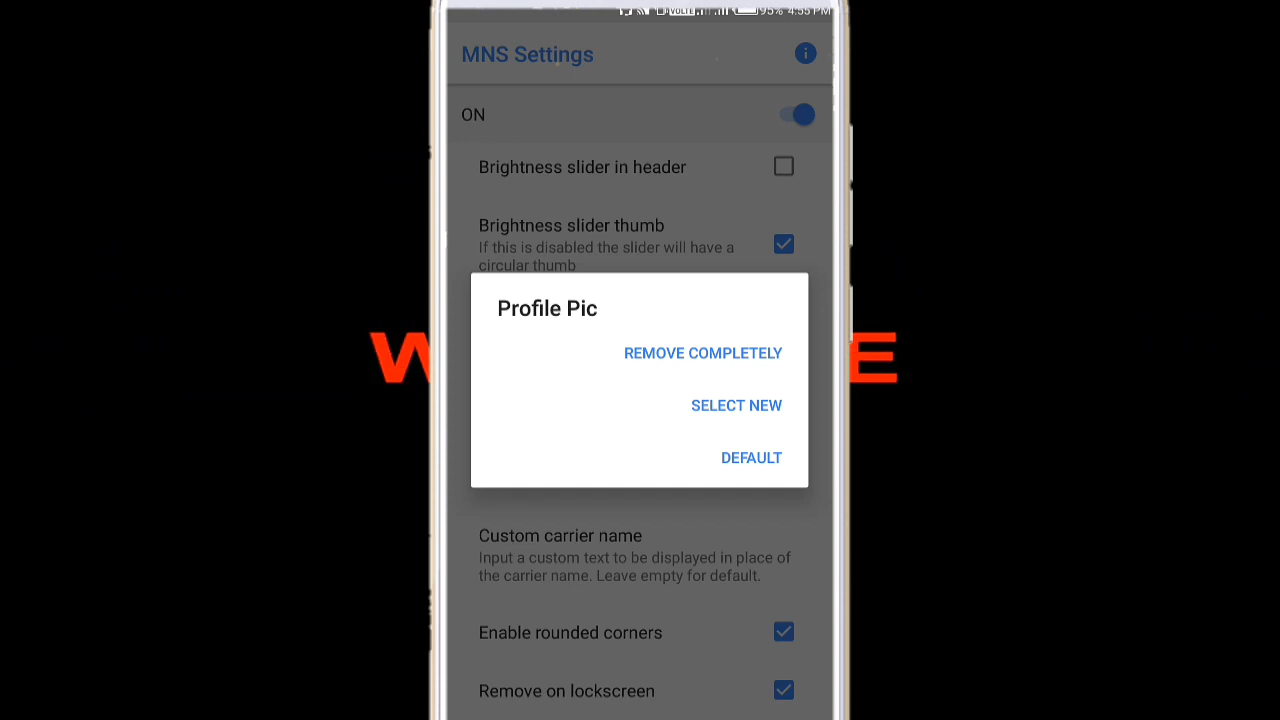 VoLTE 95% 4:55 PM
MNS Settings
ON
Brightness slider in header
Brightness slider thumb
If this is disabled the slider will have a
circular thumb
Profile Pic
REMOVE COMPLETELY
W E
SELECT NEW
DEFAULT
Custom carrier name
Input a custom text to be displayed in place of
the carrier name. Leave empty for default.
Enable rounded corners
Remove on lockscreen